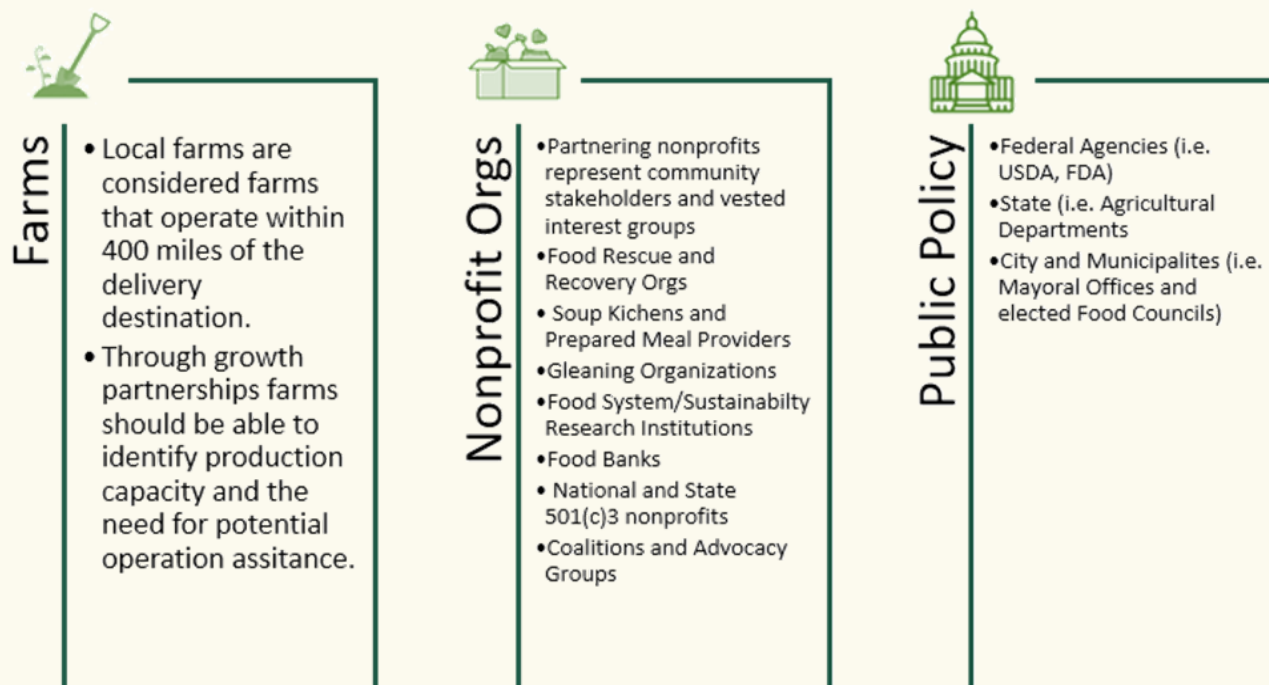 Farms
• Local farms are
considered farms
that operate within
400 miles of the
delivery
destination.
• Through growth
partnerships farms
should be able to
identify production
capacity and the
need for potential
operation assitance.
Nonprofit Orgs
•Partnering nonprofits
represent community
stakeholders and vested
interest groups
•Food Rescue and
Recovery Orgs
• Soup Kichens and
Prepared Meal Providers
•Gleaning Organizations
•Food System/Sustainabilty
Research Institutions
•Food Banks
• National and State
501(c)3 nonprofits
•Coalitions and Advocacy
Groups
Public Policy
•Federal Agencies (i.e.
USDA, FDA)
•State (i.e. Agricultural
Departments
•City and Municipalites (i.e.
Mayoral Offices and
elected Food Councils)